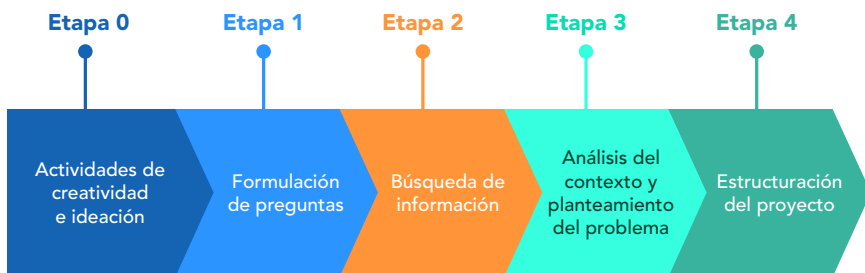 Etapa 0
Etapa 1
Etapa 2
Etapa 3
Etapa 4
Actividades de
creatividad
e ideación
Formulación
de preguntas
Búsqueda de
información
Análisis del
contexto y
planteamiento
del problema
Estructuración
del proyecto